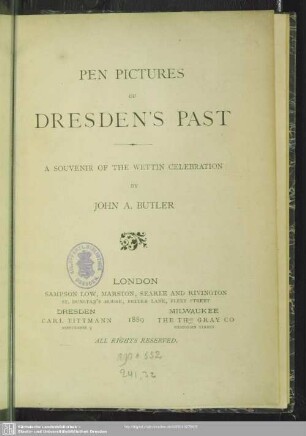 PEN PICTURES
OF
DRESDEN'S PAST
A SOUVENIR OF THE WETTIN CELEBRATION
BY
JOHN A. BUTLER
LONDON
SAMPSON LOW, MARSTON, SEARLE AND RIVINGTON
ST. DUNSTAN'S HOUSE, FETTER LANE, FLEET STREET
DRESDEN
CARL TITTMANN
1889
MILWAUKEE
THE THS GRAY CO
ALL RIGHTS RESERVED.